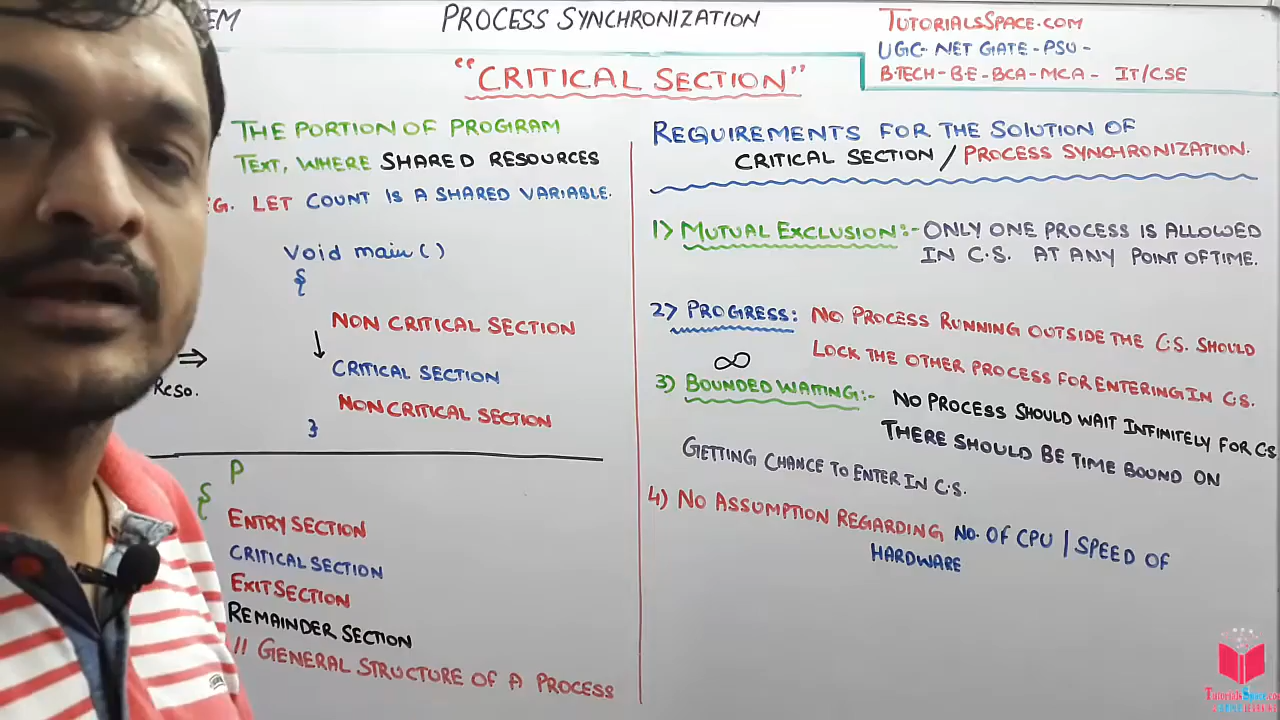 EM
PROCESS SYNCHRONIZATION
TUTORIALSSPACE.COM
UGC-NET GATE-PSU-
B.TECH-B.E-BCA-MCA- IT/CSE
"CRITICAL SECTION"
THE PORTION OF PROGRAM
TEXT, WHERE SHARED RESOURCES
EG. LET COUNT IS A SHARED VARIABLE.
Void main()
{
NON CRITICAL SECTION
CRITICAL SECTION
NON CRITICAL SECTION
}
⇒
Reso.
P
{
ENTRY SECTION
CRITICAL SECTION
EXIT SECTION
REMAINDER SECTION
// GENERAL STRUCTURE OF A PROCESS
REQUIREMENTS FOR THE SOLUTION OF
CRITICAL SECTION / PROCESS SYNCHRONIZATION.
1) MUTUAL EXCLUSION:- ONLY ONE PROCESS IS ALLOWED
IN C.S. AT ANY POINT OF TIME.
2) PROGRESS: NO PROCESS RUNNING OUTSIDE THE C.S. SHOULD
LOCK THE OTHER PROCESS FOR ENTERING IN C.S.
∞
3) BOUNDED WAITING:- NO PROCESS SHOULD WAIT INFINITELY FOR CS
THERE SHOULD BE TIME BOUND ON
GETTING CHANCE TO ENTER IN C.S.
4) NO ASSUMPTION REGARDING NO. OF CPU | SPEED OF
HARDWARE
TutorialsSpace.com